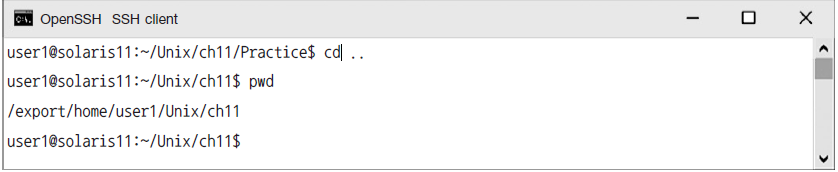 OpenSSH SSH client
user1@solaris11:~/Unix/ch11/Practice$ cd ..
user1@solaris11:~/Unix/ch11$ pwd
/export/home/user1/Unix/ch11
user1@solaris11:~/Unix/ch11$